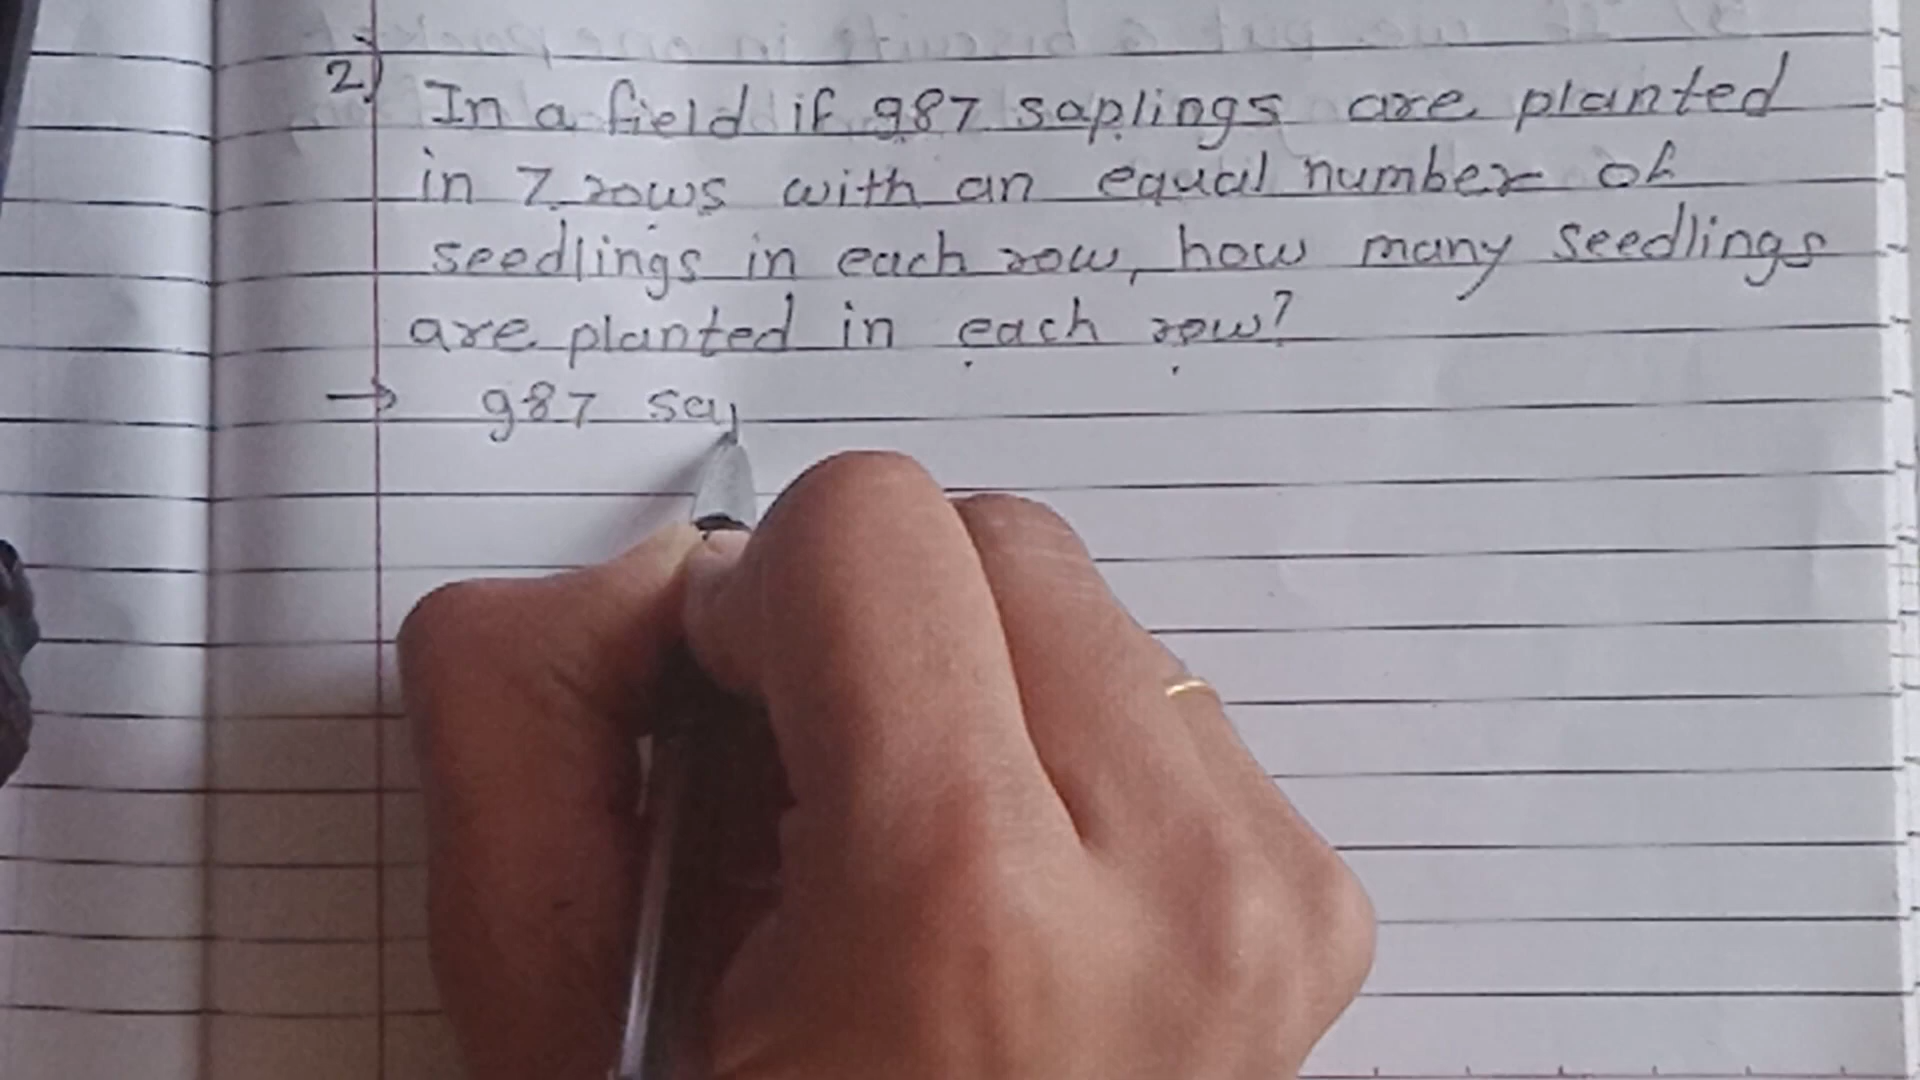 2) In a field if 987 saplings are planted
in 7 rows with an equal number of
seedlings in each row, how many seedlings
are planted in each row?
→ 987 sap